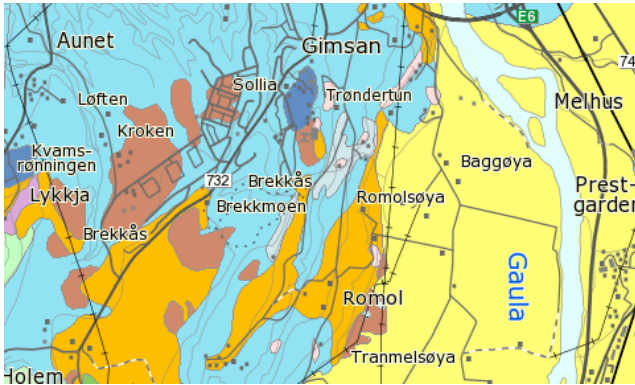 E6
Aunet
Gimsan
74
Sollia
Løften
Trøndertun
Melhus
Kroken
Kvams-
rønningen
Baggøya
732
Brekkås
Prest-
garden
Lykkja
Brekkmoen
Romolsøya
Brekkås
Gaula
Romol
Tranmelsøya
Holem